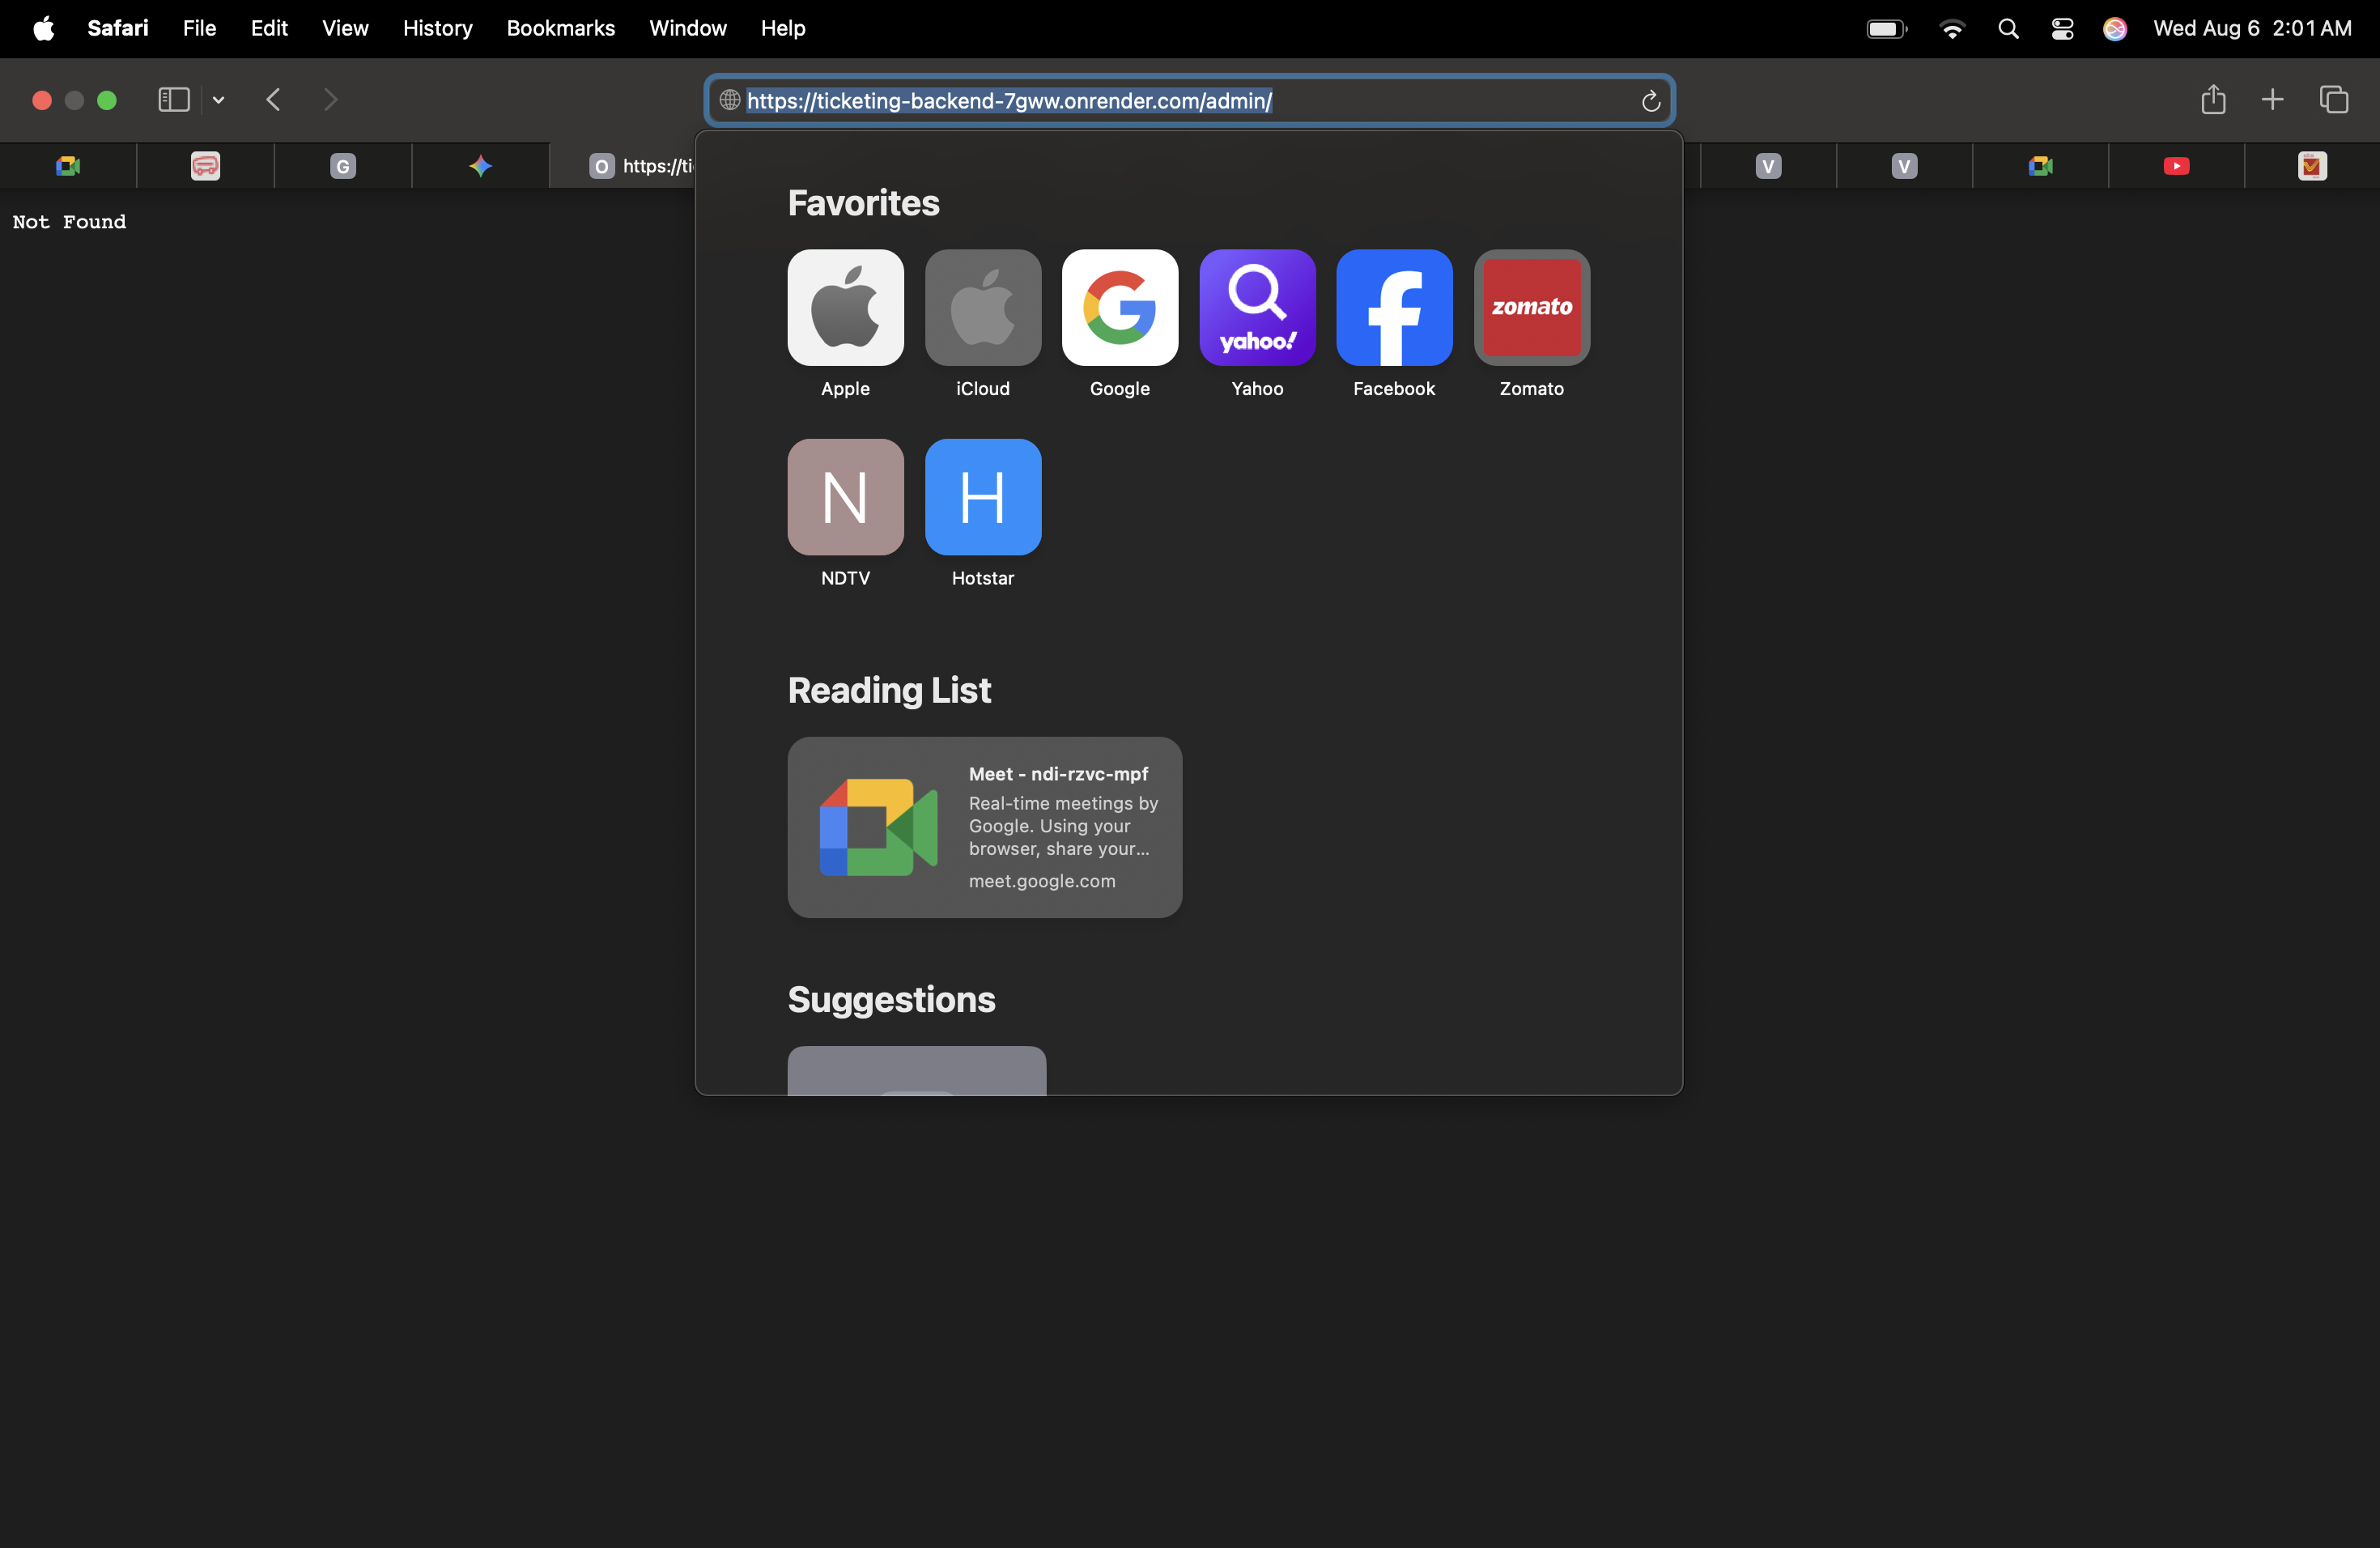 Safari File Edit View History Bookmarks Window Help Wed Aug 6 2:01 AM
https://ticketing-backend-7gww.onrender.com/admin/
G O https://ti V V
Not Found
Favorites
zomato yahoo!
Apple iCloud Google Yahoo Facebook Zomato
N H
NDTV Hotstar
Reading List
Meet - ndi-rzvc-mpf
Real-time meetings by
Google. Using your
browser, share your...
meet.google.com
Suggestions